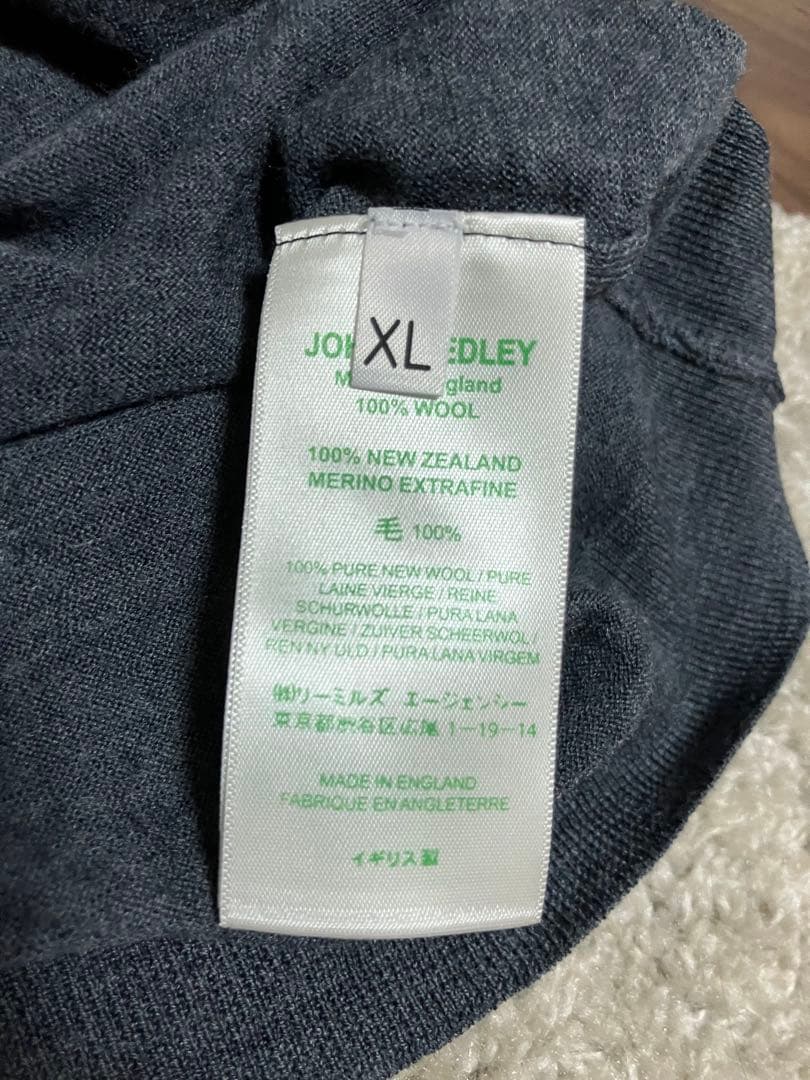 XL
EDLEY
gland
100% WOOL
100% NEW ZEALAND
MERINO EXTRAFINE
毛 100%
100% PURE NEW WOOL / PURE
LAINE VIERGE / REINE
SCHURWOLLE / PURA LANA
VERGINE / ZUIVER SCHEERWOL /
REN NY ULD / PURA LANA VIRGEM
㈱リーミルズ エージェンシー
東京都渋谷区広尾 1-19-14
MADE IN ENGLAND
FABRIQUE EN ANGLETERRE
イギリス製